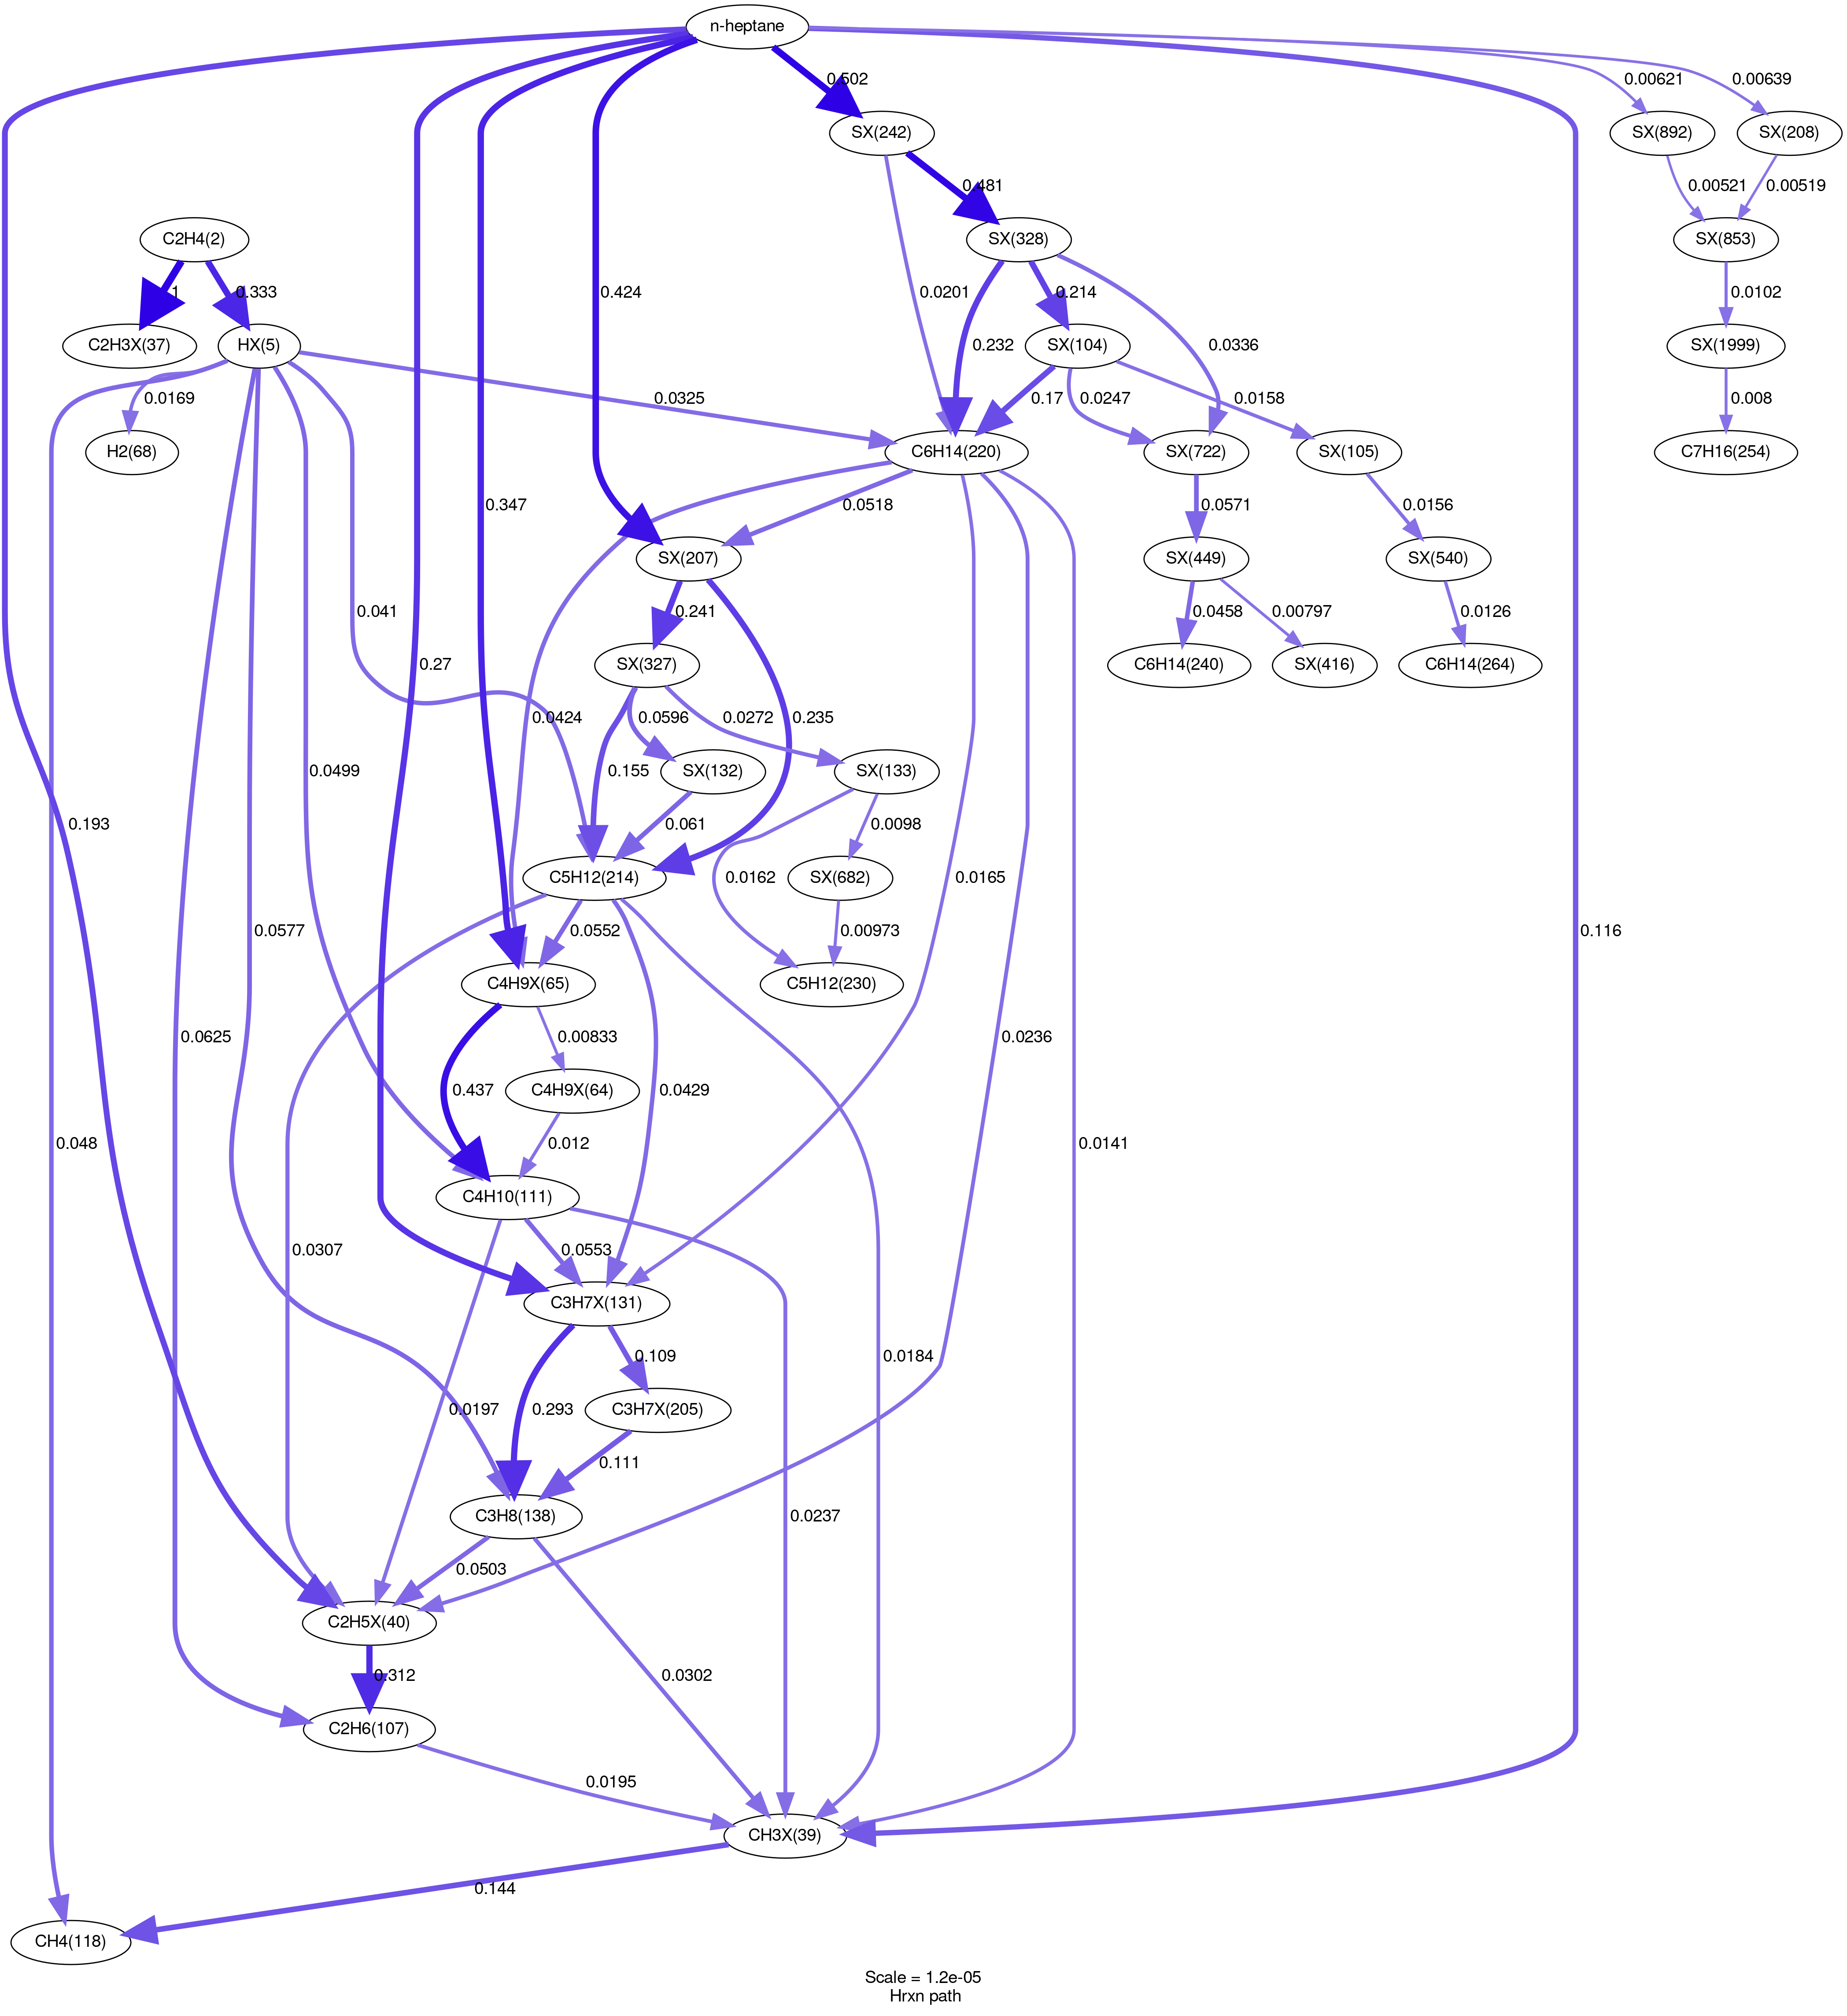 n-heptane
0.502
0.00621
0.00639
SX(242)
SX(892)
SX(208)
0.481
0.00521
0.00519
C2H4(2)
SX(328)
SX(853)
1
0.333
0.424
0.0201
0.214
0.0102
C2H3X(37)
HX(5)
0.232
SX(104)
0.0336
SX(1999)
0.0169
0.0325
0.17
0.0247
0.0158
0.008
H2(68)
C6H14(220)
SX(722)
SX(105)
C7H16(254)
0.347
0.0518
0.0571
0.0156
SX(207)
SX(449)
SX(540)
0.041
0.241
0.0458
0.00797
0.0126
0.193
0.27
SX(327)
C6H14(240)
SX(416)
C6H14(264)
0.0424
0.0596
0.0272
0.235
0.0499
0.155
SX(132)
SX(133)
0.061
0.0098
C5H12(214)
0.0162
SX(682)
0.0165
0.0577
0.0552
0.00973
0.116
C4H9X(65)
C5H12(230)
0.0625
0.00833
0.0236
0.437
C4H9X(64)
0.0429
0.048
0.012
0.0141
C4H10(111)
0.0307
0.0553
C3H7X(131)
0.109
0.0184
0.0197
0.293
C3H7X(205)
0.111
C3H8(138)
0.0237
0.0503
C2H5X(40)
0.312
0.0302
C2H6(107)
0.0195
CH3X(39)
0.144
CH4(118)
Scale = 1.2e-05
Hrxn path